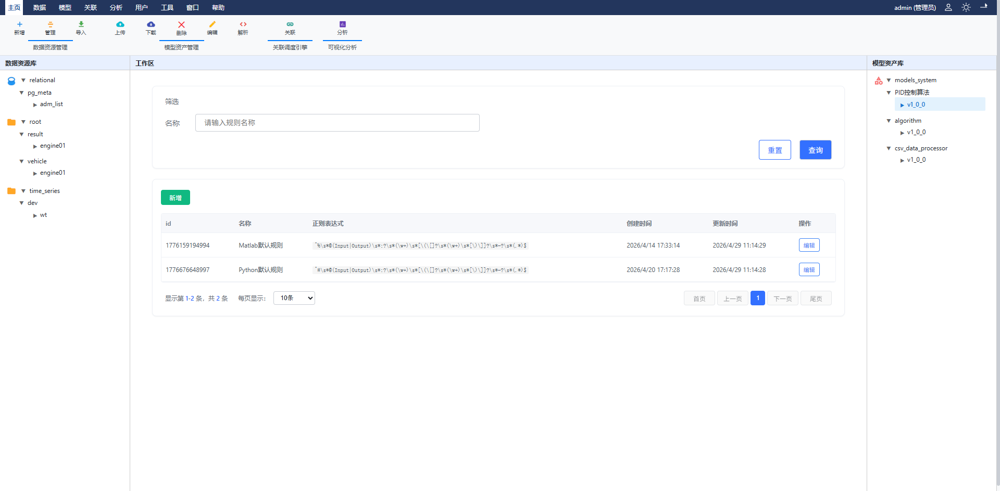 主页 数据 模型 关联 分析 用户 工具 窗口 帮助 admin (管理员)
新增 管理 导入 上传 下载 删除 编辑 解析 关联 分析
数据资源管理 模型资产管理 关联调度引擎 可视化分析
数据资源库
relational
pg_meta
adm_list
root
result
engine01
vehicle
engine01
time_series
dev
wt
工作区
筛选
名称 请输入规则名称
重置 查询
新增
id 名称 正则表达式 创建时间 更新时间 操作
1776159194994 Matlab默认规则 ^%\s*@(Input|Output)\s*:?\s*(\w+)\s*[\(\[]?\s*(\w+)\s*[\)\]]?\s*-?\s*(.*)$ 2026/4/14 17:33:14 2026/4/29 11:14:29 编辑
1776676648997 Python默认规则 ^#\s*@(Input|Output)\s*:?\s*(\w+)\s*[\(\[]?\s*(\w+)\s*[\)\]]?\s*-?\s*(.*)$ 2026/4/20 17:17:28 2026/4/29 11:14:28 编辑
显示第 1-2 条，共 2 条 每页显示： 10条 首页 上一页 1 下一页 尾页
模型资产库
models_system
PID控制算法
v1_0_0
algorithm
v1_0_0
csv_data_processor
v1_0_0